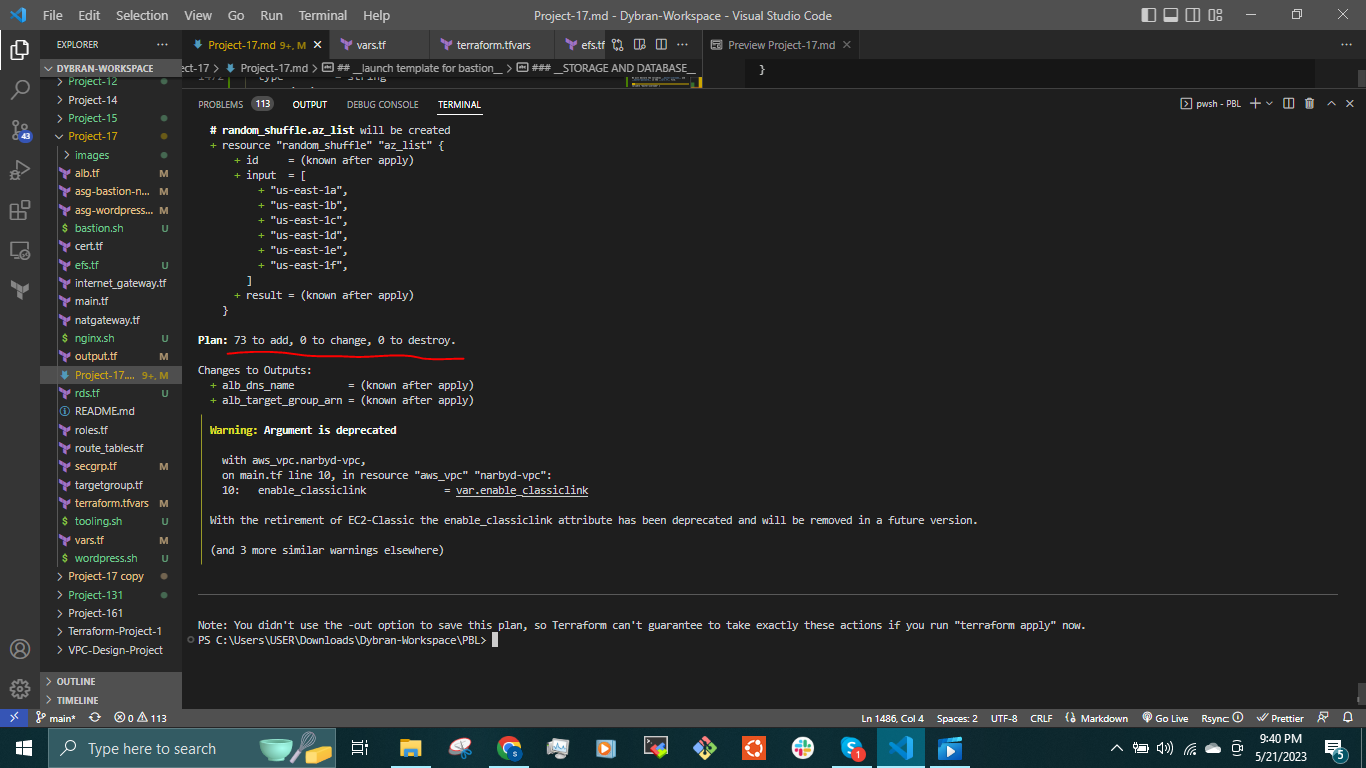 File Edit Selection View Go Run Terminal Help
Project-17.md - Dybran-Workspace - Visual Studio Code
EXPLORER
DYBRAN-WORKSPACE
Project-12
Project-14
Project-15
Project-17
images
alb.tf M
asg-bastion-n... M
asg-wordpress... M
bastion.sh U
cert.tf
efs.tf U
internet_gateway.tf
main.tf
natgateway.tf
nginx.sh U
output.tf M
Project-17.... 9+, M
rds.tf U
README.md
roles.tf
route_tables.tf
secgrp.tf M
targetgroup.tf
terraform.tfvars M
tooling.sh U
vars.tf M
wordpress.sh U
Project-17 copy
Project-131
Project-161
Terraform-Project-1
VPC-Design-Project
OUTLINE
TIMELINE
43
Project-17.md 9+, M
vars.tf
terraform.tfvars
efs.tf
Preview Project-17.md
ct-17 > Project-17.md > ## __launch template for bastion__ > ### __STORAGE AND DATABASE__
}
PROBLEMS 113 OUTPUT DEBUG CONSOLE TERMINAL
pwsh - PBL
# random_shuffle.az_list will be created
+ resource "random_shuffle" "az_list" {
+ id = (known after apply)
+ input = [
+ "us-east-1a",
+ "us-east-1b",
+ "us-east-1c",
+ "us-east-1d",
+ "us-east-1e",
+ "us-east-1f",
]
+ result = (known after apply)
}
Plan: 73 to add, 0 to change, 0 to destroy.
Changes to Outputs:
+ alb_dns_name = (known after apply)
+ alb_target_group_arn = (known after apply)
Warning: Argument is deprecated
with aws_vpc.narbyd-vpc,
on main.tf line 10, in resource "aws_vpc" "narbyd-vpc":
10: enable_classiclink = var.enable_classiclink
With the retirement of EC2-Classic the enable_classiclink attribute has been deprecated and will be removed in a future version.
(and 3 more similar warnings elsewhere)
Note: You didn't use the -out option to save this plan, so Terraform can't guarantee to take exactly these actions if you run "terraform apply" now.
PS C:\Users\USER\Downloads\Dybran-Workspace\PBL>
main* 0 113
Ln 1486, Col 4 Spaces: 2 UTF-8 CRLF Markdown Go Live Rsync: Prettier
Type here to search
1
9:40 PM
5/21/2023
5